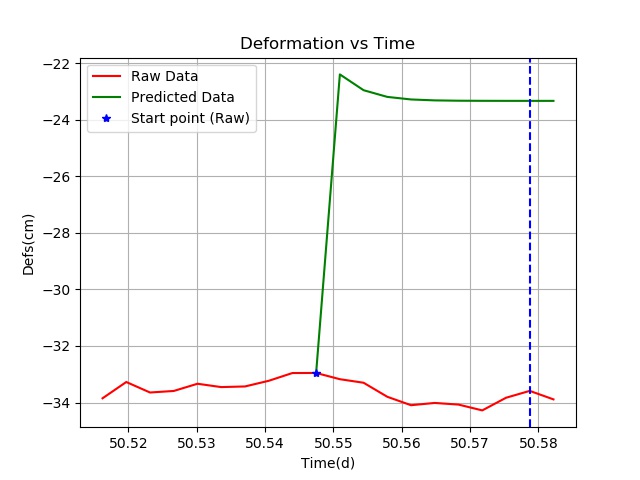 Deformation vs Time
Raw Data
Predicted Data
Start point (Raw)
Defs(cm)
−22
−24
−26
−28
−30
−32
−34
50.52 50.53 50.54 50.55 50.56 50.57 50.58
Time(d)